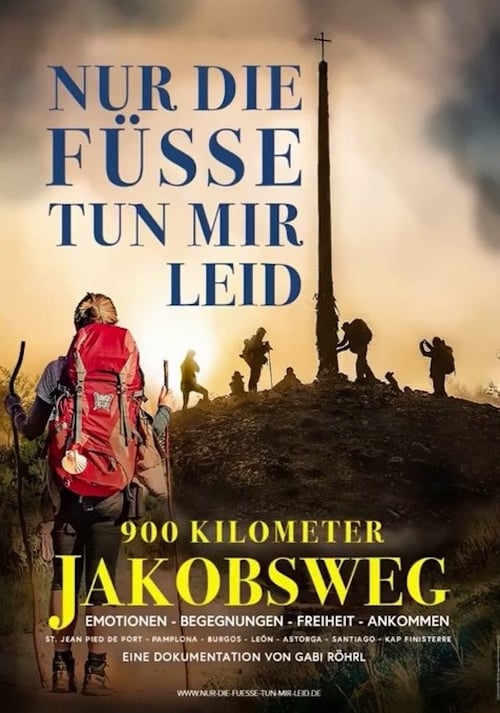 NUR DIE
FÜSSE
TUN MIR
LEID
900 KILOMETER
JAKOBSWEG
EMOTIONEN - BEGEGNUNGEN - FREIHEIT - ANKOMMEN
ST. JEAN PIED DE PORT - PAMPLONA - BURGOS - LEÓN - ASTORGA - SANTIAGO - KAP FINISTERRE
EINE DOKUMENTATION VON GABI RÖHRL
WWW.NUR-DIE-FUESSE-TUN-MIR-LEID.DE